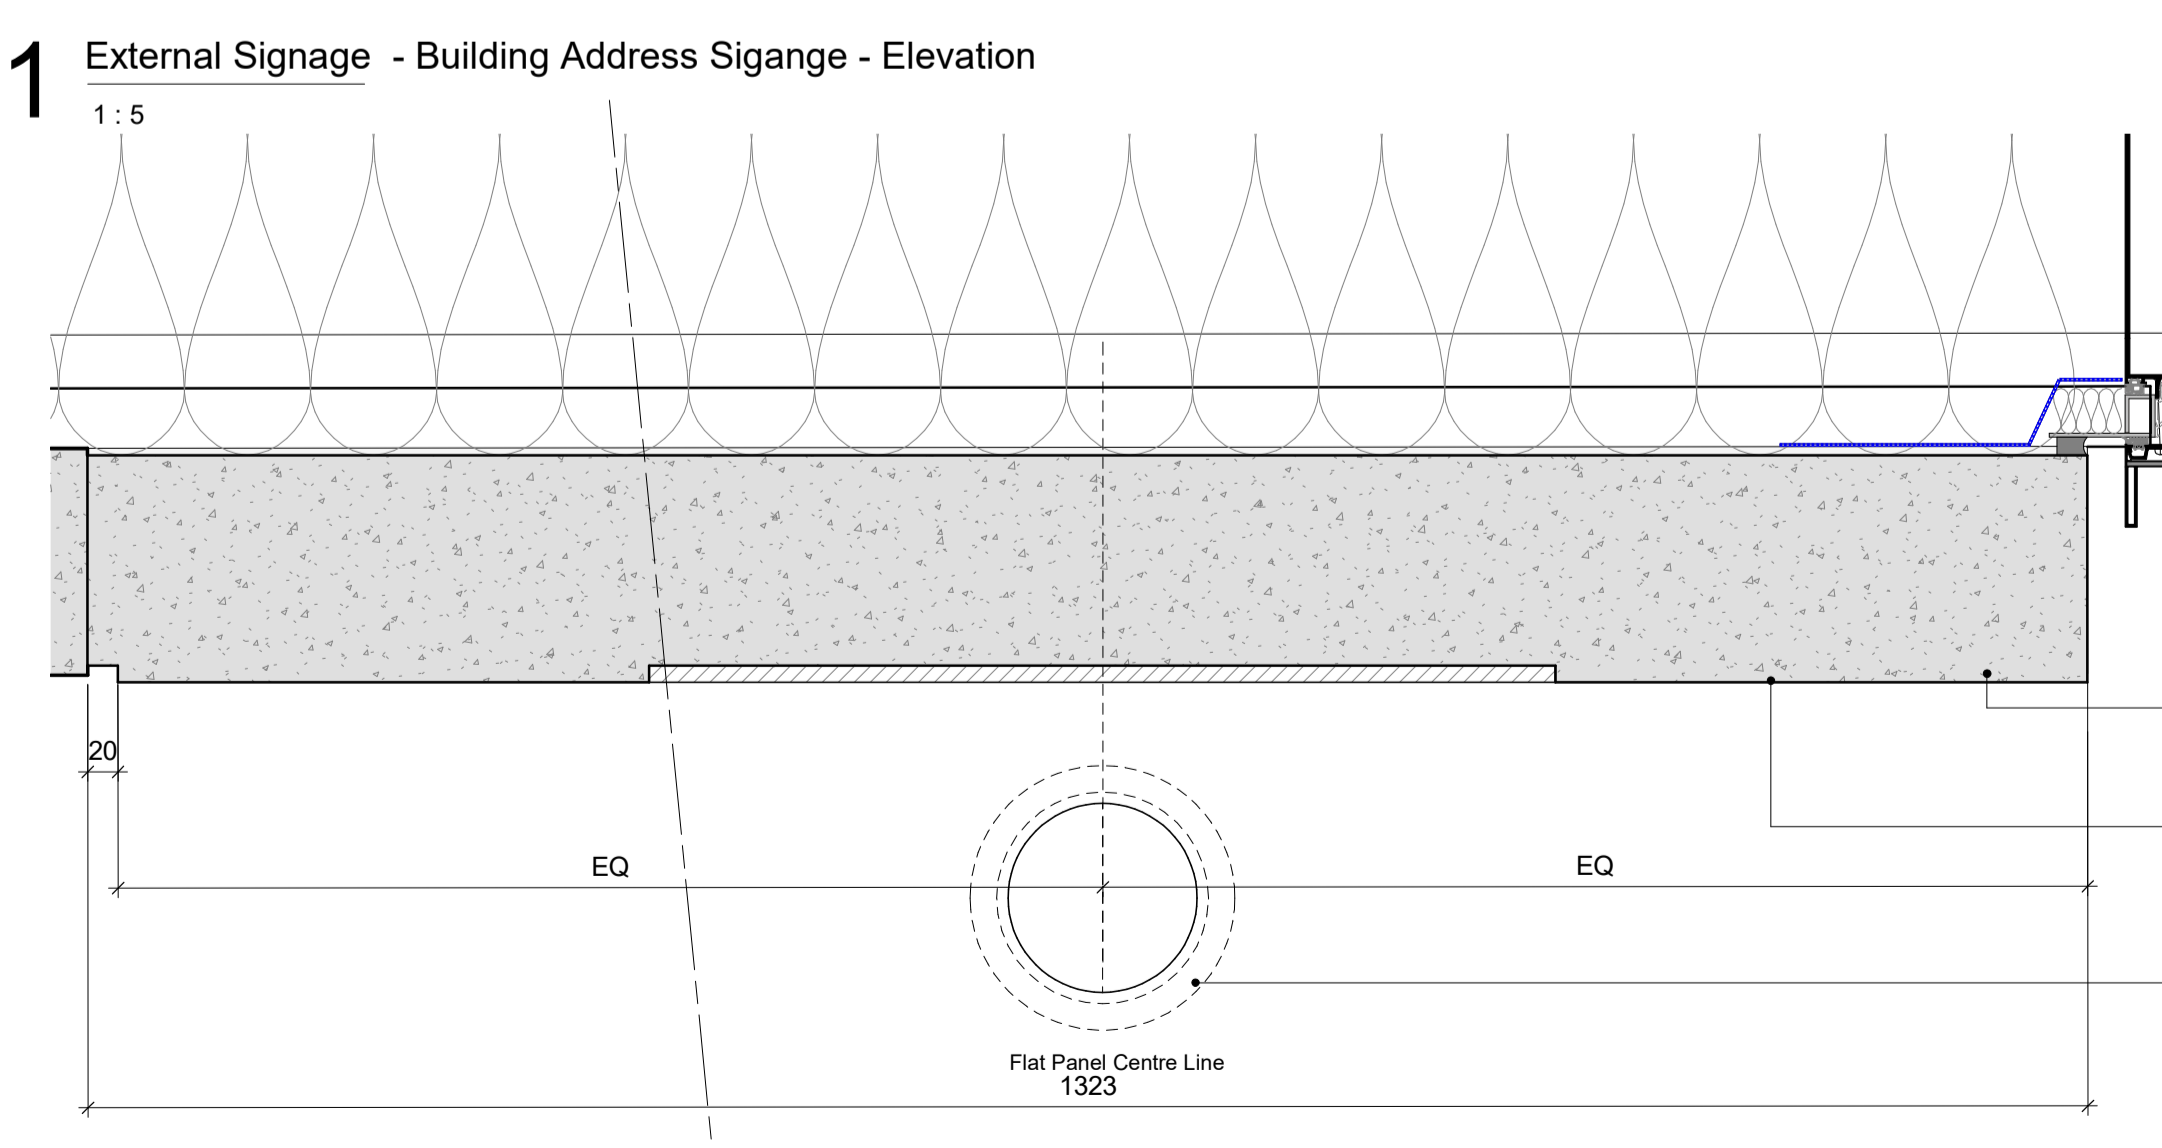 1 External Signage - Building Address Sigange - Elevation
1 : 5
20
EQ EQ
Flat Panel Centre Line
1323